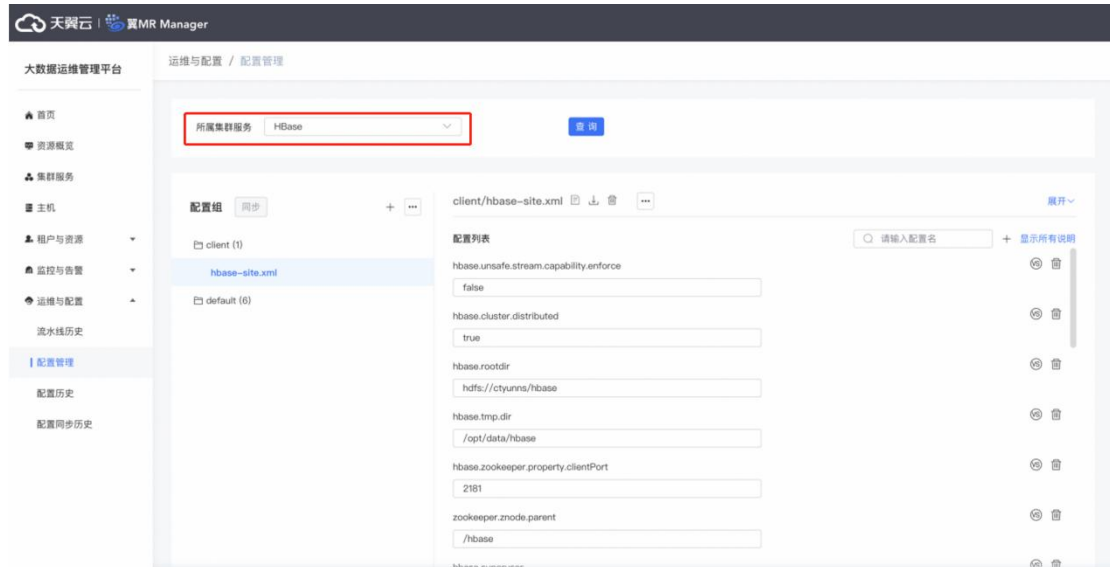 天翼云 翼MR Manager
大数据运维管理平台
运维与配置 / 配置管理
首页
资源概览
集群服务
主机
租户与资源
监控与告警
运维与配置
流水线历史
配置管理
配置历史
配置同步历史
所属集群服务 HBase 查询
配置组 同步
client (1)
hbase-site.xml
default (6)
client/hbase-site.xml 展开
配置列表 请输入配置名 显示所有说明
hbase.unsafe.stream.capability.enforce VS
false
hbase.cluster.distributed VS
true
hbase.rootdir VS
hdfs://ctyunns/hbase
hbase.tmp.dir VS
/opt/data/hbase
hbase.zookeeper.property.clientPort VS
2181
zookeeper.znode.parent VS
/hbase